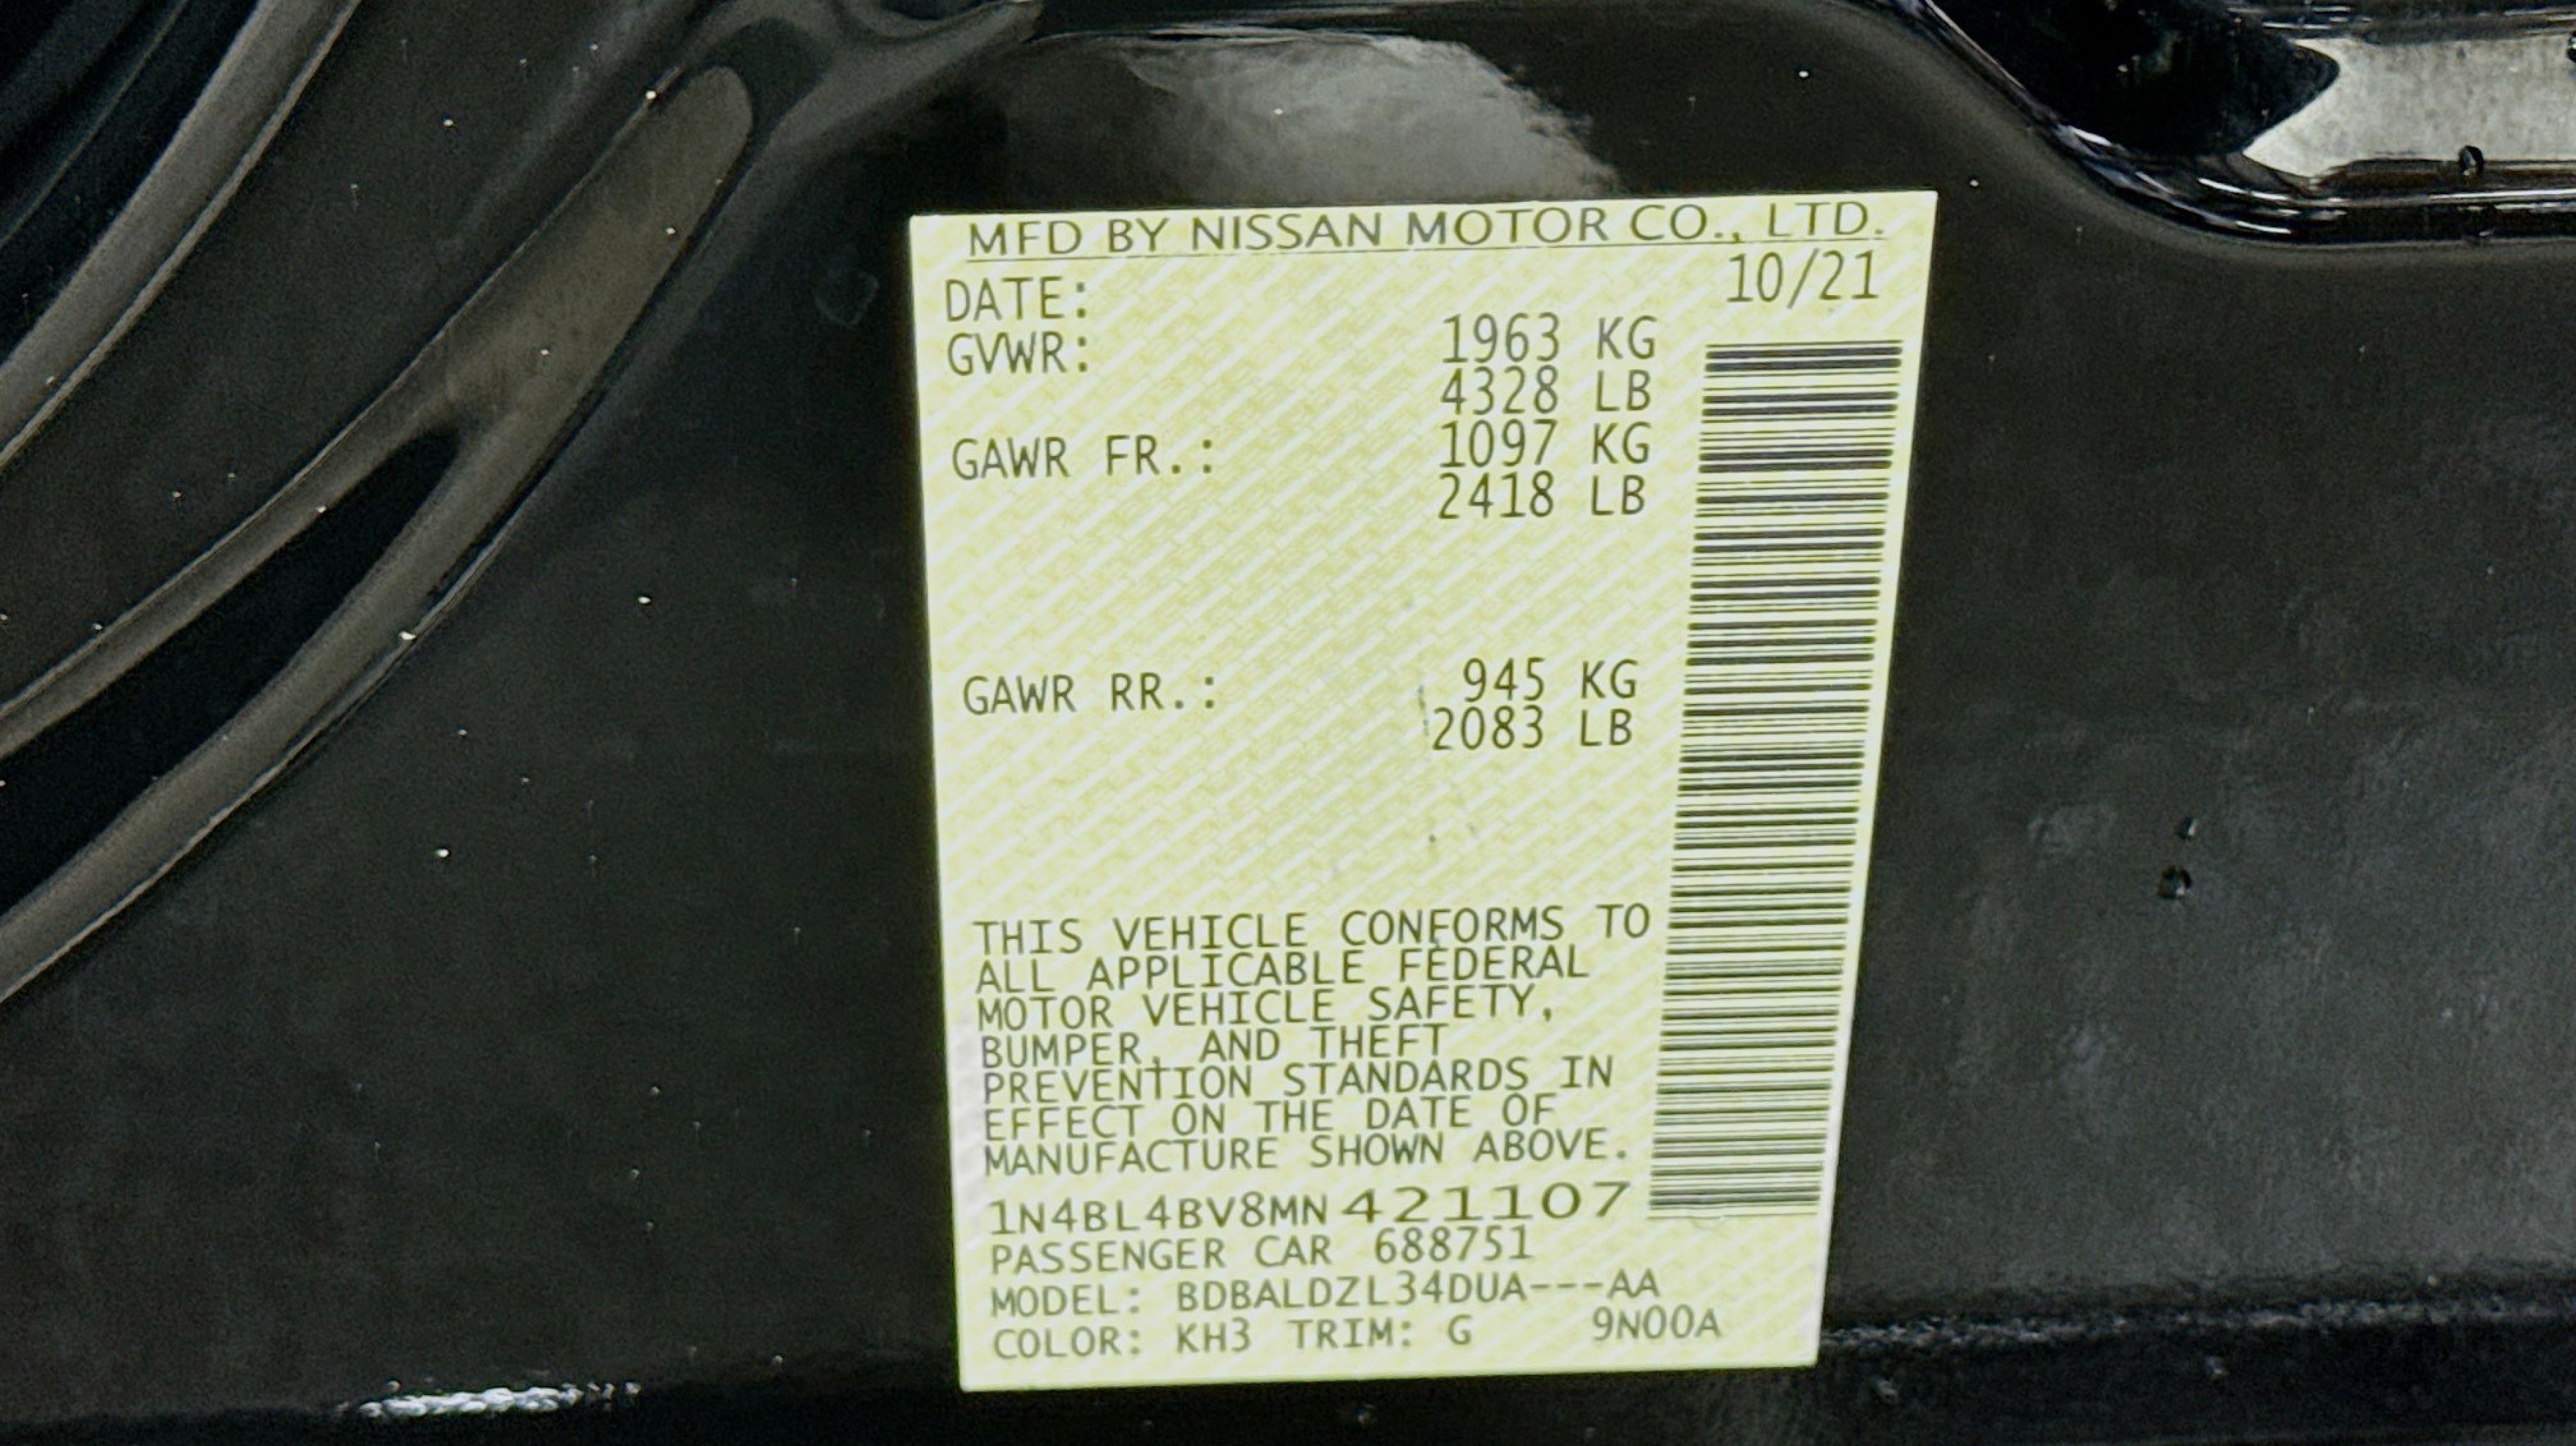 MFD BY NISSAN MOTOR CO., LTD.
DATE: 10/21
GVWR: 1963 KG
4328 LB
GAWR FR.: 1097 KG
2418 LB
GAWR RR.: 945 KG
2083 LB
THIS VEHICLE CONFORMS TO
ALL APPLICABLE FEDERAL
MOTOR VEHICLE SAFETY,
BUMPER, AND THEFT
PREVENTION STANDARDS IN
EFFECT ON THE DATE OF
MANUFACTURE SHOWN ABOVE.
1N4BL4BV8MN421107
PASSENGER CAR 688751
MODEL: BDBALDZL34DUA---AA
COLOR: KH3 TRIM: G 9N00A